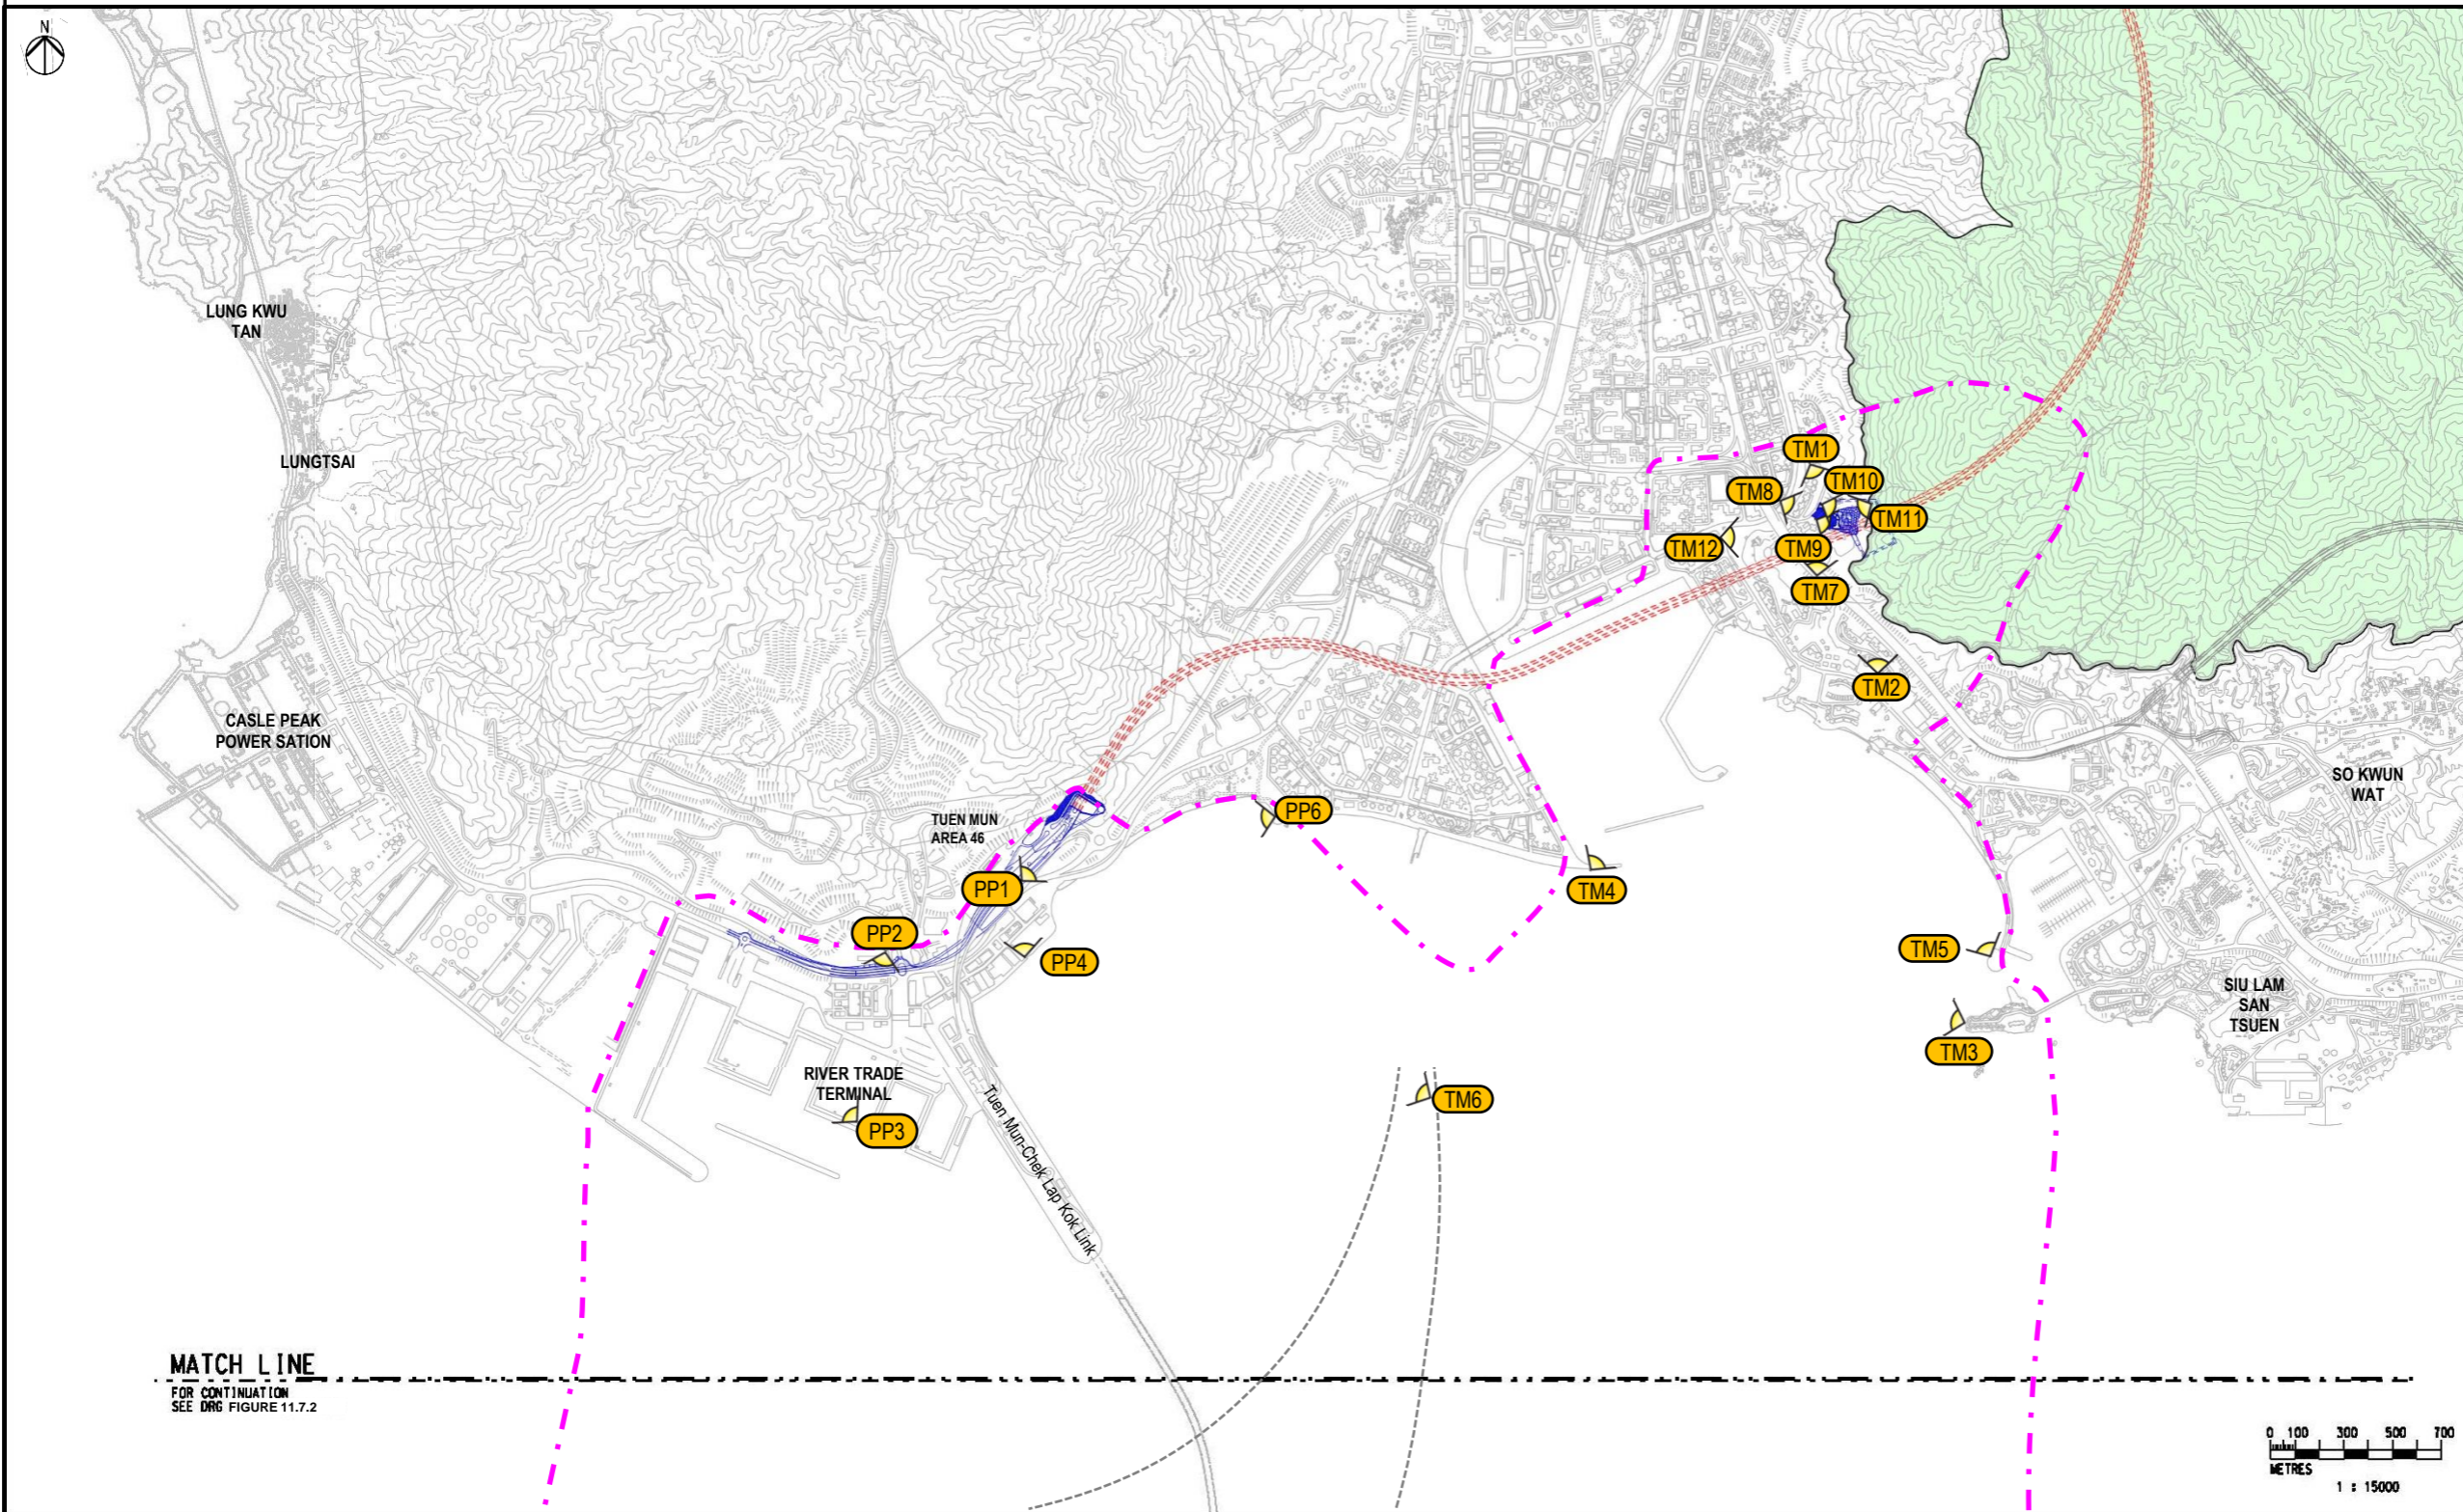 N
LUNG KWU
TAN
LUNGTSAI
TM1
TM10
TM8
TM11
TM12
TM9
TM7
TM2
CASLE PEAK
POWER SATION
SO KWUN
WAT
TUEN MUN
AREA 46
PP6
PP1
TM4
PP2
PP4
TM5
SIU LAM
SAN
TSUEN
TM3
RIVER TRADE
TERMINAL
PP3
TM6
Tuen Mun-Chek Lap Kok Link
MATCH LINE
FOR CONTINUATION
SEE DRG FIGURE 11.7.2
0 100 300 500 700
METRES
1 : 15000